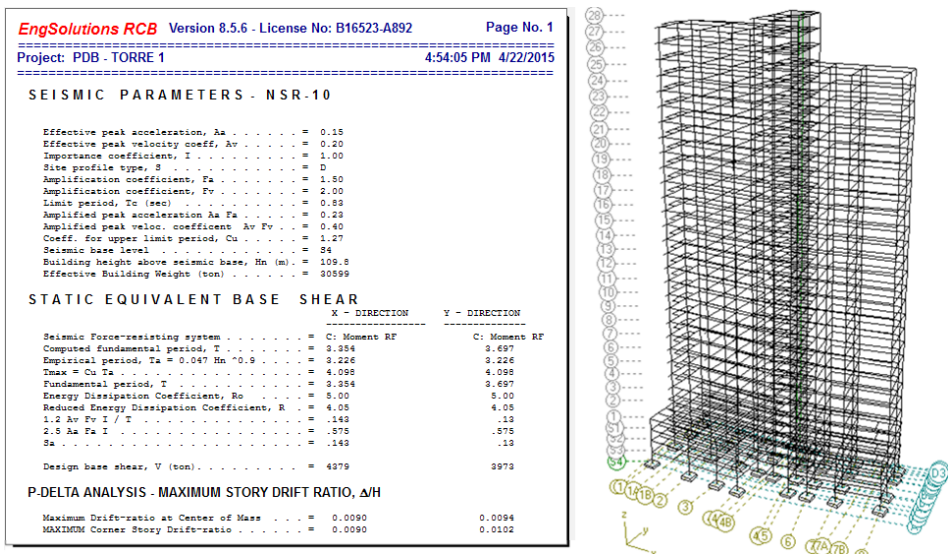 EngSolutions RCB Version 8.5.6 - License No: B16523-A892 Page No. 1
Project: PDB - TORRE 1 4:54:05 PM 4/22/2015
SEISMIC PARAMETERS - NSR-10
Effective peak acceleration, Aa . . . . . . = 0.15
Effective peak velocity coeff, Av . . . . . = 0.20
Importance coefficient, I . . . . . . . . . = 1.00
Site profile type, S . . . . . . . . . . . = D
Amplification coefficient, Fa . . . . . . . = 1.50
Amplification coefficient, Fv . . . . . . . = 2.00
Limit period, Tc (sec) . . . . . . . . . . = 0.83
Amplified peak acceleration Aa Fa . . . . . = 0.23
Amplified peak veloc. coefficent Av Fv . . = 0.40
Coeff. for upper limit period, Cu . . . . . = 1.27
Seismic base level . . . . . . . . . . . . = S4
Building height above seismic base, Hn (m). = 109.8
Effective Building Weight (ton) . . . . . . = 30599
STATIC EQUIVALENT BASE SHEAR
X - DIRECTION Y - DIRECTION
Seismic Force-resisting system . . . . . . . = C: Moment RF C: Moment RF
Computed fundamental period, T . . . . . . . = 3.354 3.697
Empirical period, Ta = 0.047 Hn ^0.9 . . . . = 3.226 3.226
Tmax = Cu Ta . . . . . . . . . . . . . . . . = 4.098 4.098
Fundamental period, T . . . . . . . . . . . = 3.354 3.697
Energy Dissipation Coefficient, Ro . . . . = 5.00 5.00
Reduced Energy Dissipation Coefficient, R . = 4.05 4.05
1.2 Av Fv I / T . . . . . . . . . . . . . . = .143 .13
2.5 Aa Fa I . . . . . . . . . . . . . . . . = .575 .575
Sa . . . . . . . . . . . . . . . . . . . . . = .143 .13
Design base shear, V (ton). . . . . . . . . = 4379 3973
P-DELTA ANALYSIS - MAXIMUM STORY DRIFT RATIO, Δ/H
Maximum Drift-ratio at Center of Mass . . . = 0.0090 0.0094
MAXIMUM Corner Story Drift-ratio . . . . . . = 0.0090 0.0102
28
27
26
25
24
23
22
21
20
19
18
17
16
15
14
13
12
11
10
9
8
7
6
5
4
3
2
1
S1
S2
S3
S4
1 1A 1B 2 3 4B 6 7A 7B
D3
z
y
x